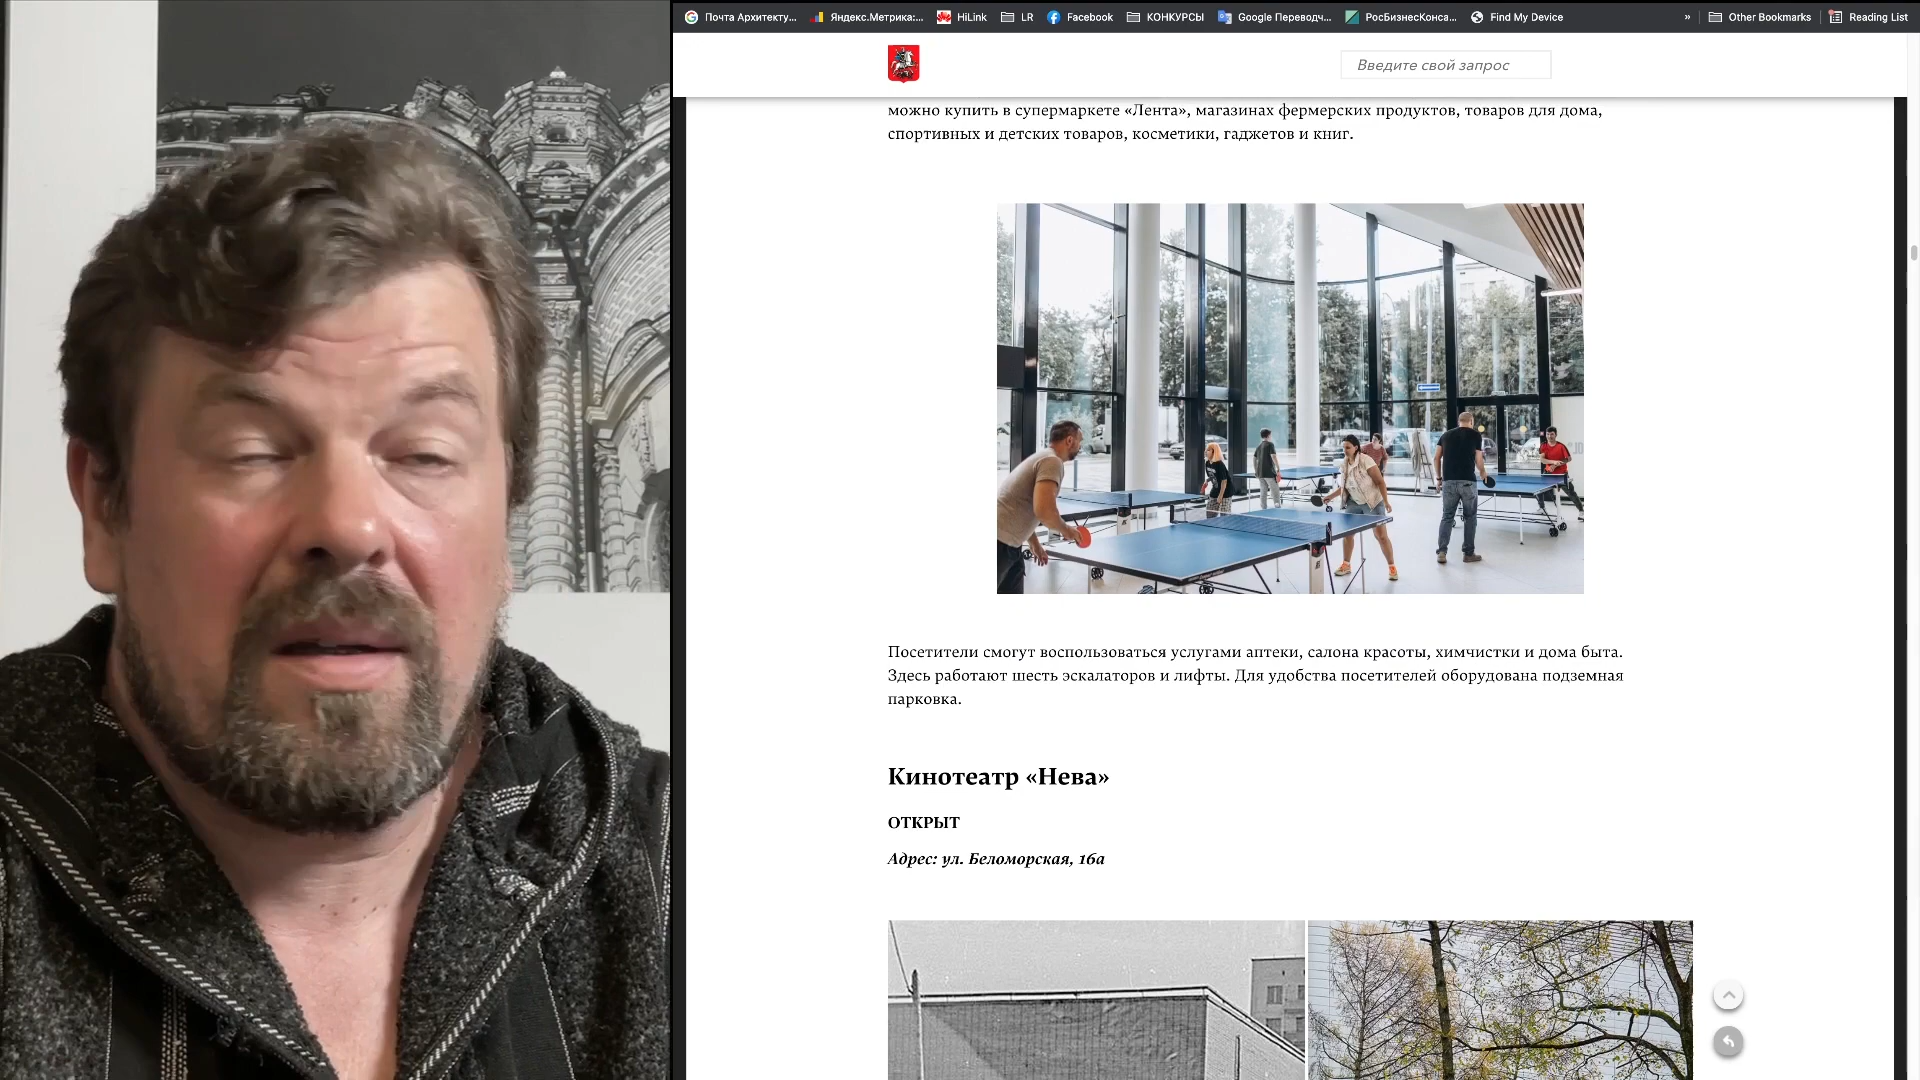 Почта Архитекту...
Яндекс.Метрика:...
HiLink
LR
Facebook
КОНКУРСЫ
Google Переводч...
РосБизнесКонса...
Find My Device
»
Other Bookmarks
Reading List
Введите свой запрос
можно купить в супермаркете «Лента», магазинах фермерских продуктов, товаров для дома,
спортивных и детских товаров, косметики, гаджетов и книг.
Посетители смогут воспользоваться услугами аптеки, салона красоты, химчистки и дома быта.
Здесь работают шесть эскалаторов и лифты. Для удобства посетителей оборудована подземная
парковка.
Кинотеатр «Нева»
ОТКРЫТ
Адрес: ул. Беломорская, 16а